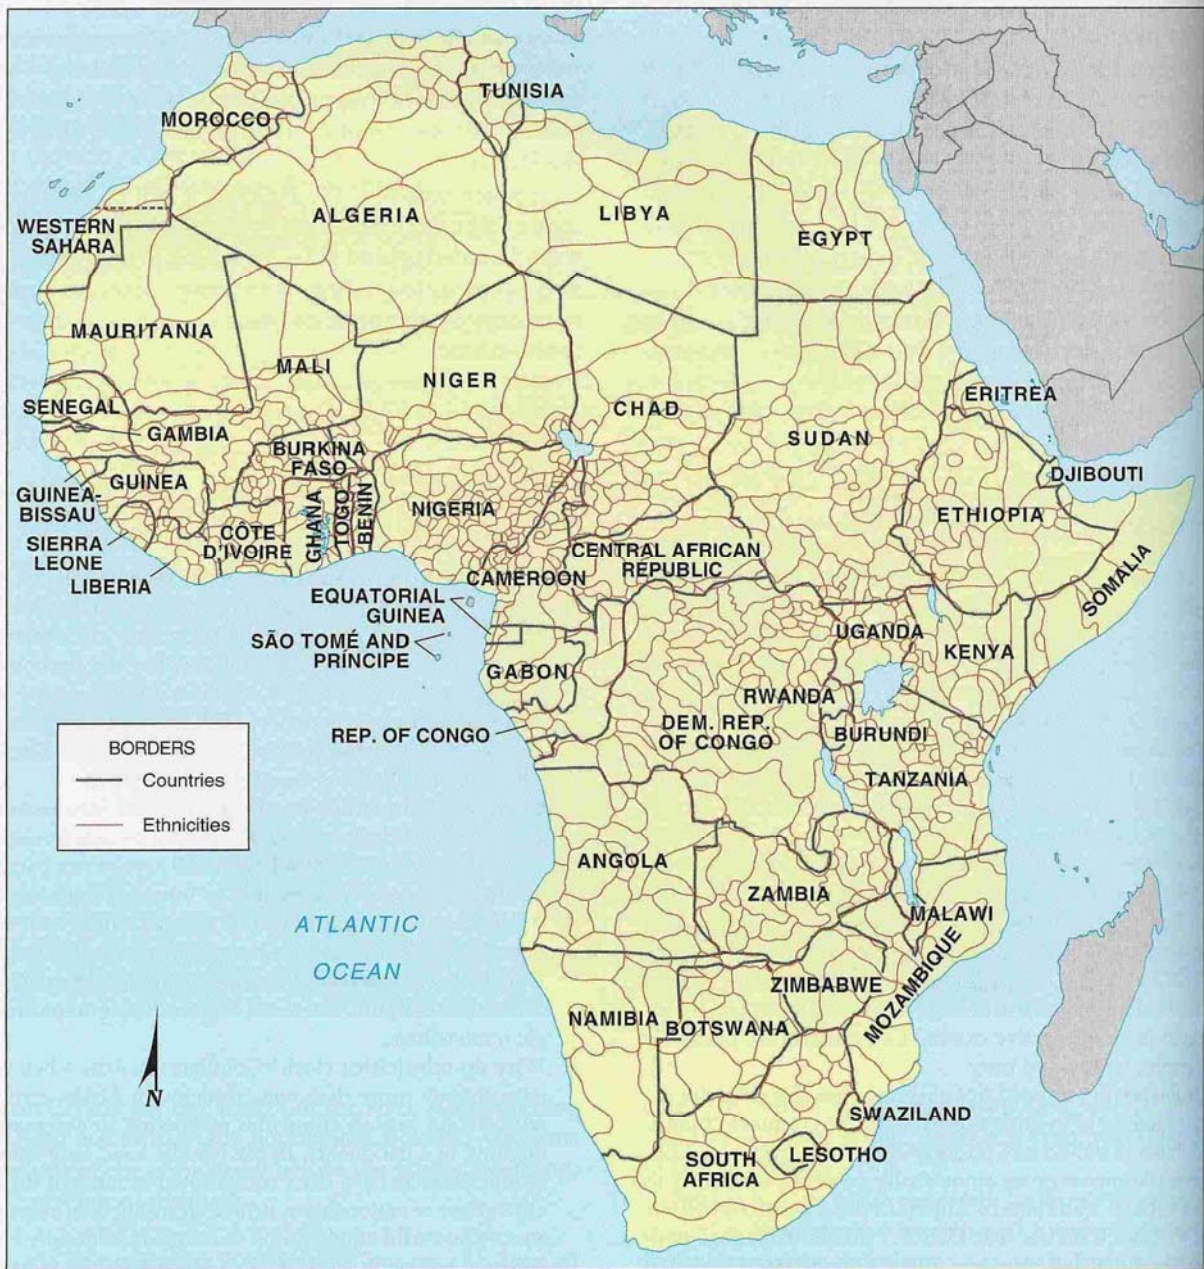 TUNISIA
MOROCCO
ALGERIA
LIBYA
EGYPT
WESTERN
SAHARA
MAURITANIA
MALI
NIGER
CHAD
SUDAN
ERITREA
SENEGAL
GAMBIA
BURKINA
FASO
DJIBOUTI
GUINEA
GUINEA-
BISSAU
NIGERIA
ETHIOPIA
GHANA
TOGO
BENIN
CÔTE
D'IVOIRE
SIERRA
LEONE
LIBERIA
CENTRAL AFRICAN
REPUBLIC
CAMEROON
SOMALIA
EQUATORIAL
GUINEA
SÃO TOMÉ AND
PRÍNCIPE
UGANDA
KENYA
GABON
RWANDA
REP. OF CONGO
DEM. REP.
OF CONGO
BURUNDI
TANZANIA
BORDERS
Countries
Ethnicities
ANGOLA
ZAMBIA
MALAWI
ATLANTIC
OCEAN
MOZAMBIQUE
ZIMBABWE
NAMIBIA
BOTSWANA
N
SWAZILAND
LESOTHO
SOUTH
AFRICA